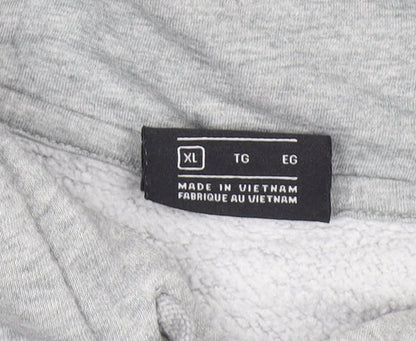 XL TG EG
MADE IN VIETNAM
FABRIQUE AU VIETNAM